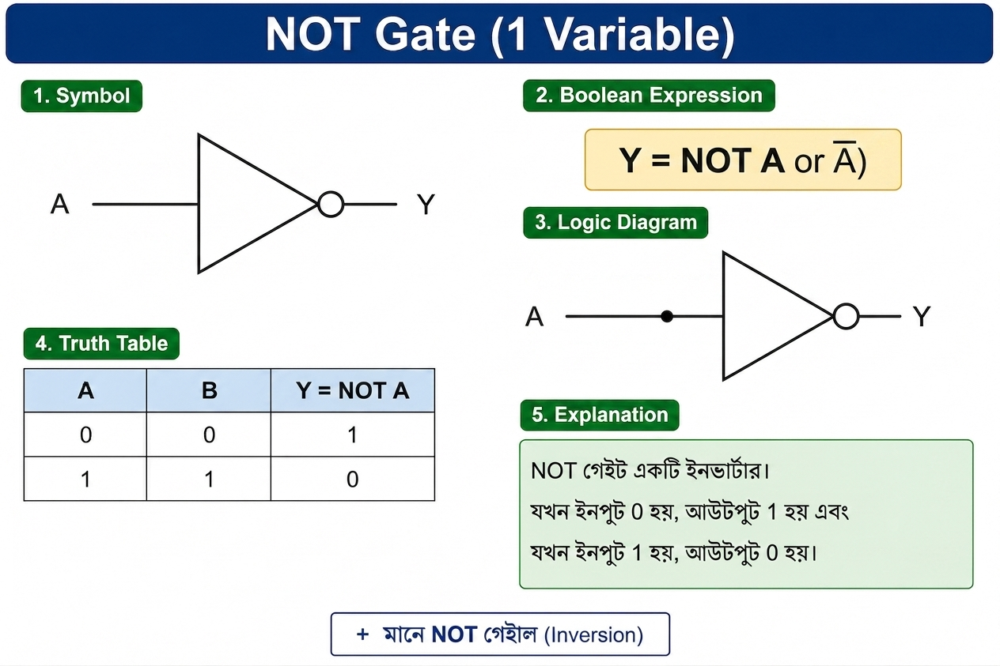 NOT Gate (1 Variable)
1. Symbol
A
Y
2. Boolean Expression
Y = NOT A or A̅)
3. Logic Diagram
A
Y
4. Truth Table
A B Y = NOT A
0 0 1
1 1 0
5. Explanation
NOT গেইট একটি ইনভার্টার।
যখন ইনপুট 0 হয়, আউটপুট 1 হয় এবং
যখন ইনপুট 1 হয়, আউটপুট 0 হয়।
+ মানে NOT গেইাল (Inversion)